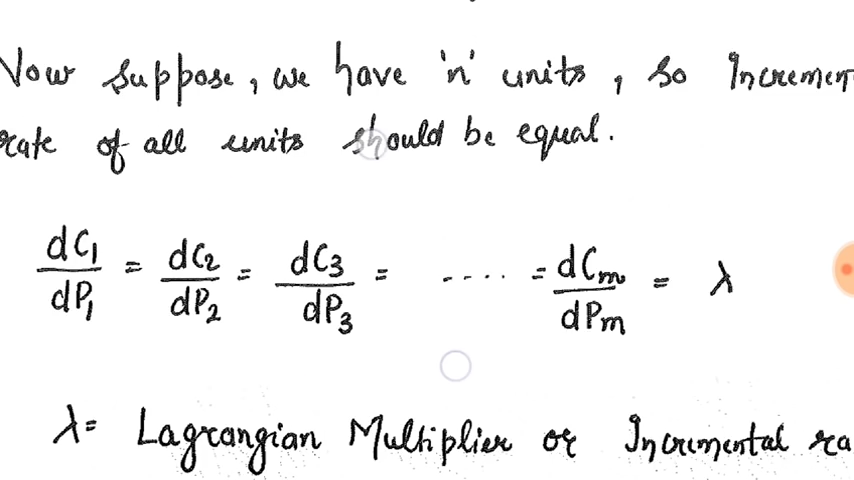 Now suppose, we have 'n' units, so Incremen
rate of all units should be equal.
dC1/dP1 = dC2/dP2 = dC3/dP3 = ..... = dCm/dPm = λ
λ= Lagrangian Multiplier or Incremental ra